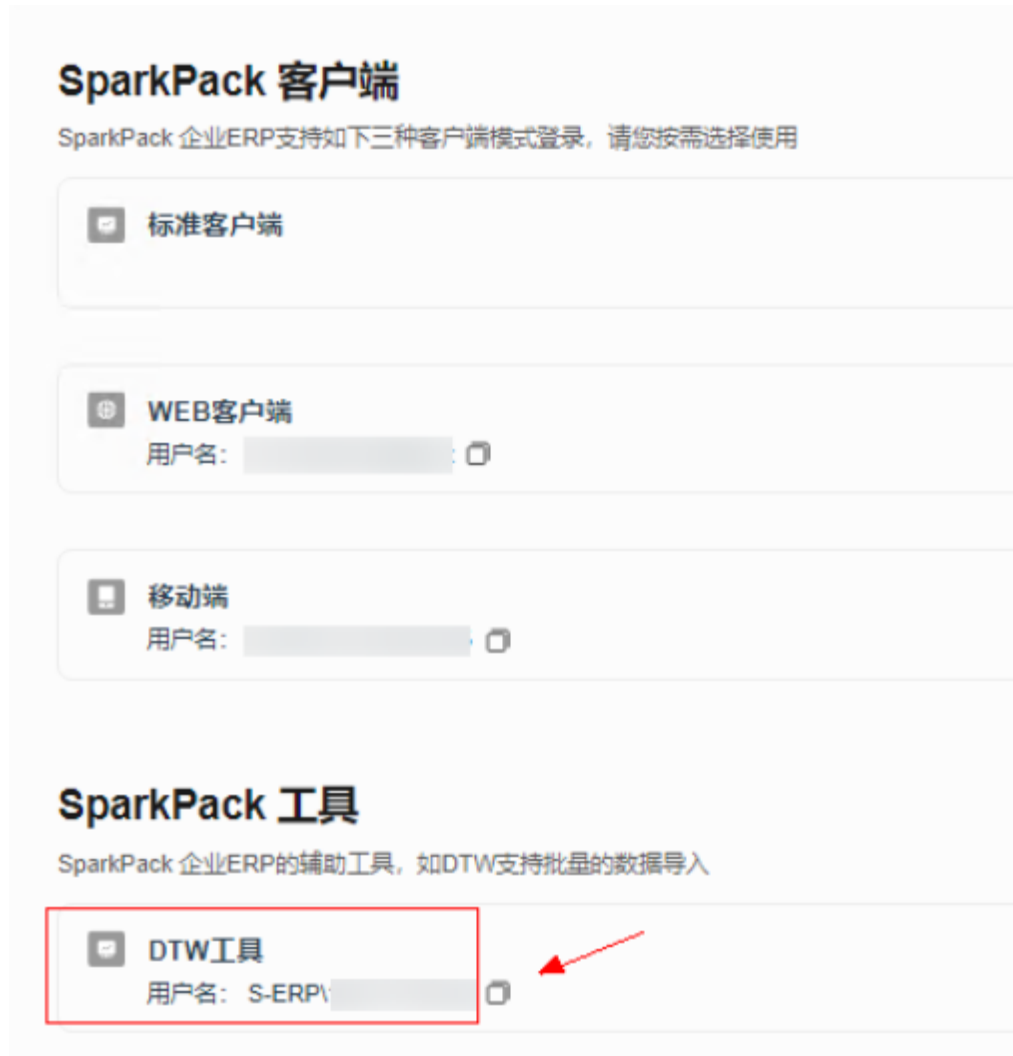 SparkPack 客户端
SparkPack 企业ERP支持如下三种客户端模式登录，请您按需选择使用
标准客户端
WEB客户端
用户名：
移动端
用户名：
SparkPack 工具
SparkPack 企业ERP的辅助工具，如DTW支持批量的数据导入
DTW工具
用户名： S-ERP\